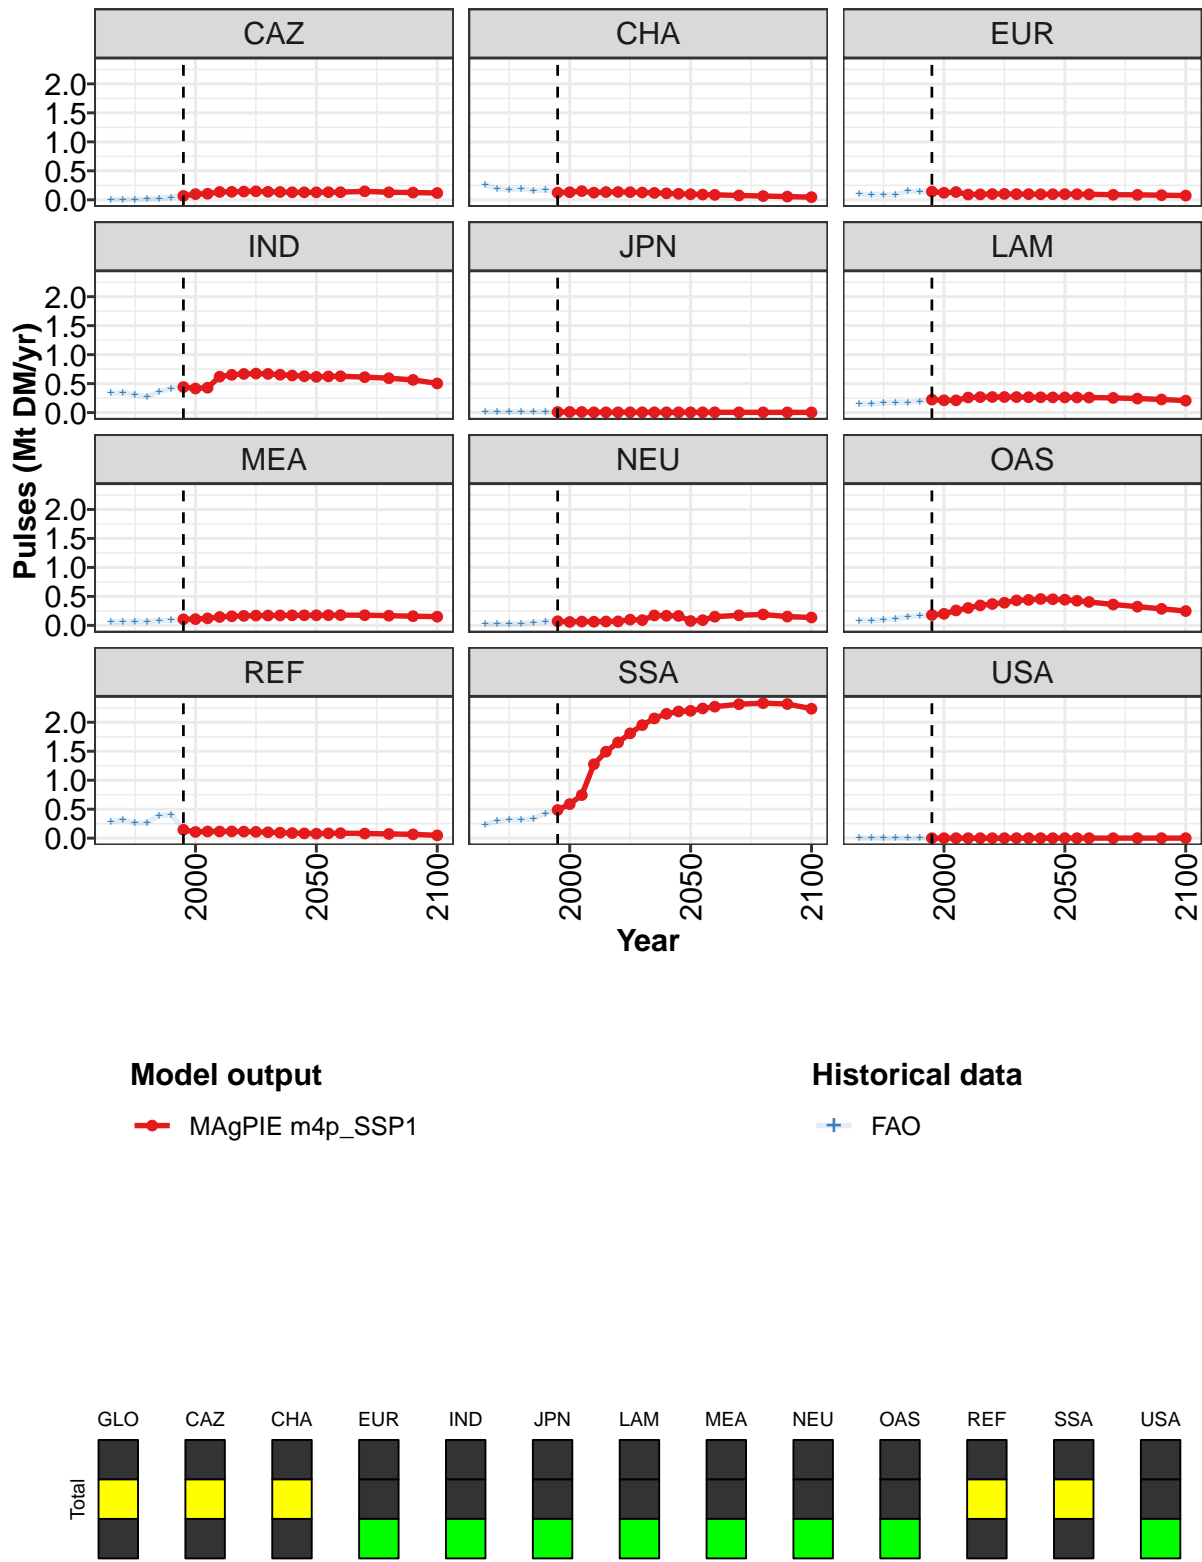 CAZ CHA EUR
2.0
1.5
1.0
0.5
0.0
IND JPN LAM
2.0
1.5
1.0
0.5
0.0
Pulses (Mt DM/yr)
MEA NEU OAS
2.0
1.5
1.0
0.5
0.0
REF SSA USA
2.0
1.5
1.0
0.5
0.0
2000 2050 2100 2000 2050 2100 2000 2050 2100
Year
Model output Historical data
MAgPIE m4p_SSP1 FAO
GLO CAZ CHA EUR IND JPN LAM MEA NEU OAS REF SSA USA
Total